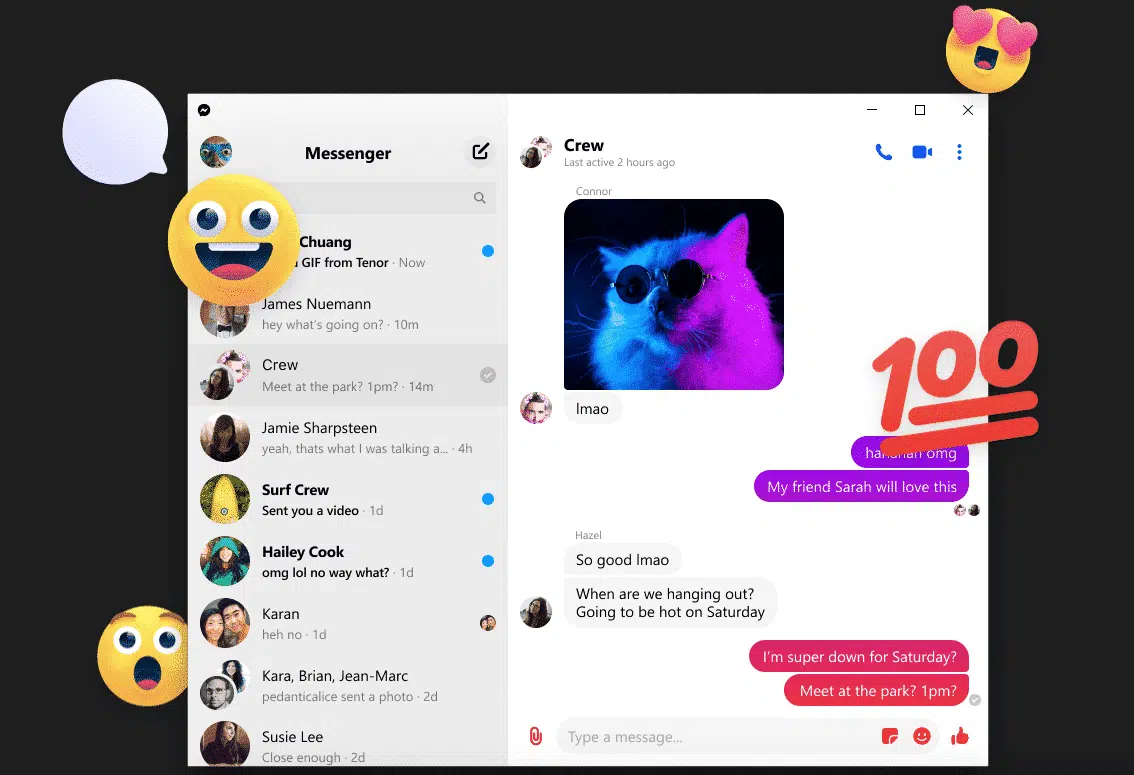 Messenger
Chuang
GIF from Tenor · Now
James Nuemann
hey what's going on? · 10m
Crew
Meet at the park? 1pm? · 14m
Jamie Sharpsteen
yeah, thats what I was talking a... · 4h
Surf Crew
Sent you a video · 1d
Hailey Cook
omg lol no way what? · 1d
Karan
heh no · 1d
Kara, Brian, Jean-Marc
pedanticalice sent a photo · 2d
Susie Lee
Close enough · 2d
Crew
Last active 2 hours ago
Connor
lmao
100
omg
My friend Sarah will love this
Hazel
So good lmao
When are we hanging out?
Going to be hot on Saturday
I'm super down for Saturday?
Meet at the park? 1pm?
Type a message...